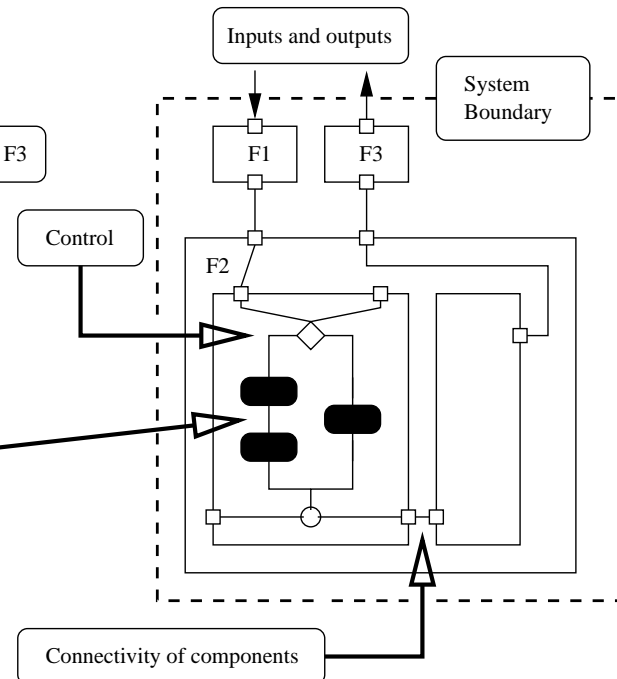 Inputs and outputs
System
Boundary
F3
F1
F3
Control
F2
Connectivity of components